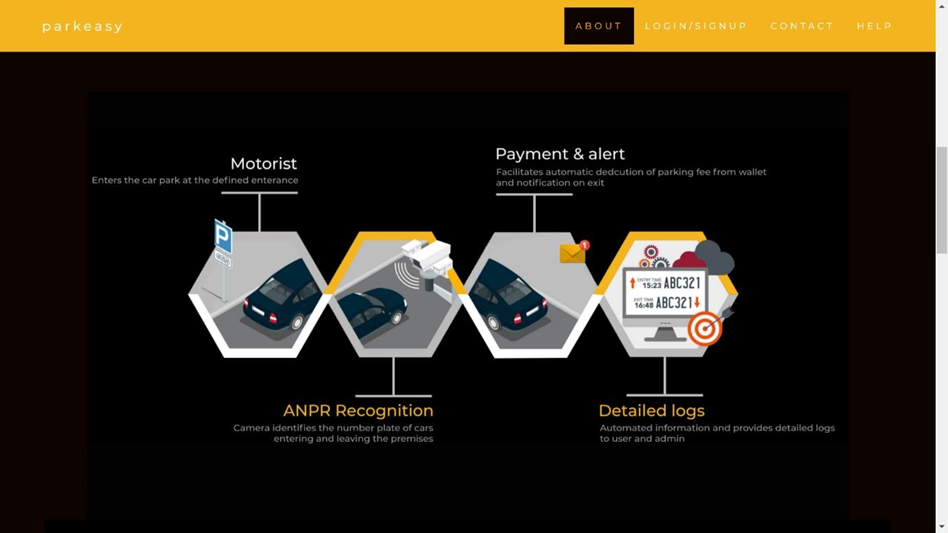 parkeasy
ABOUT
LOGIN/SIGNUP
CONTACT
HELP
Motorist
Enters the car park at the defined enterance
Payment & alert
Facilitates automatic dedcution of parking fee from wallet
and notification on exit
P
1
ENTRY TIME
15:23 ABC321
EXIT TIME
16:48 ABC321
ANPR Recognition
Camera identifies the number plate of cars
entering and leaving the premises
Detailed logs
Automated information and provides detailed logs
to user and admin